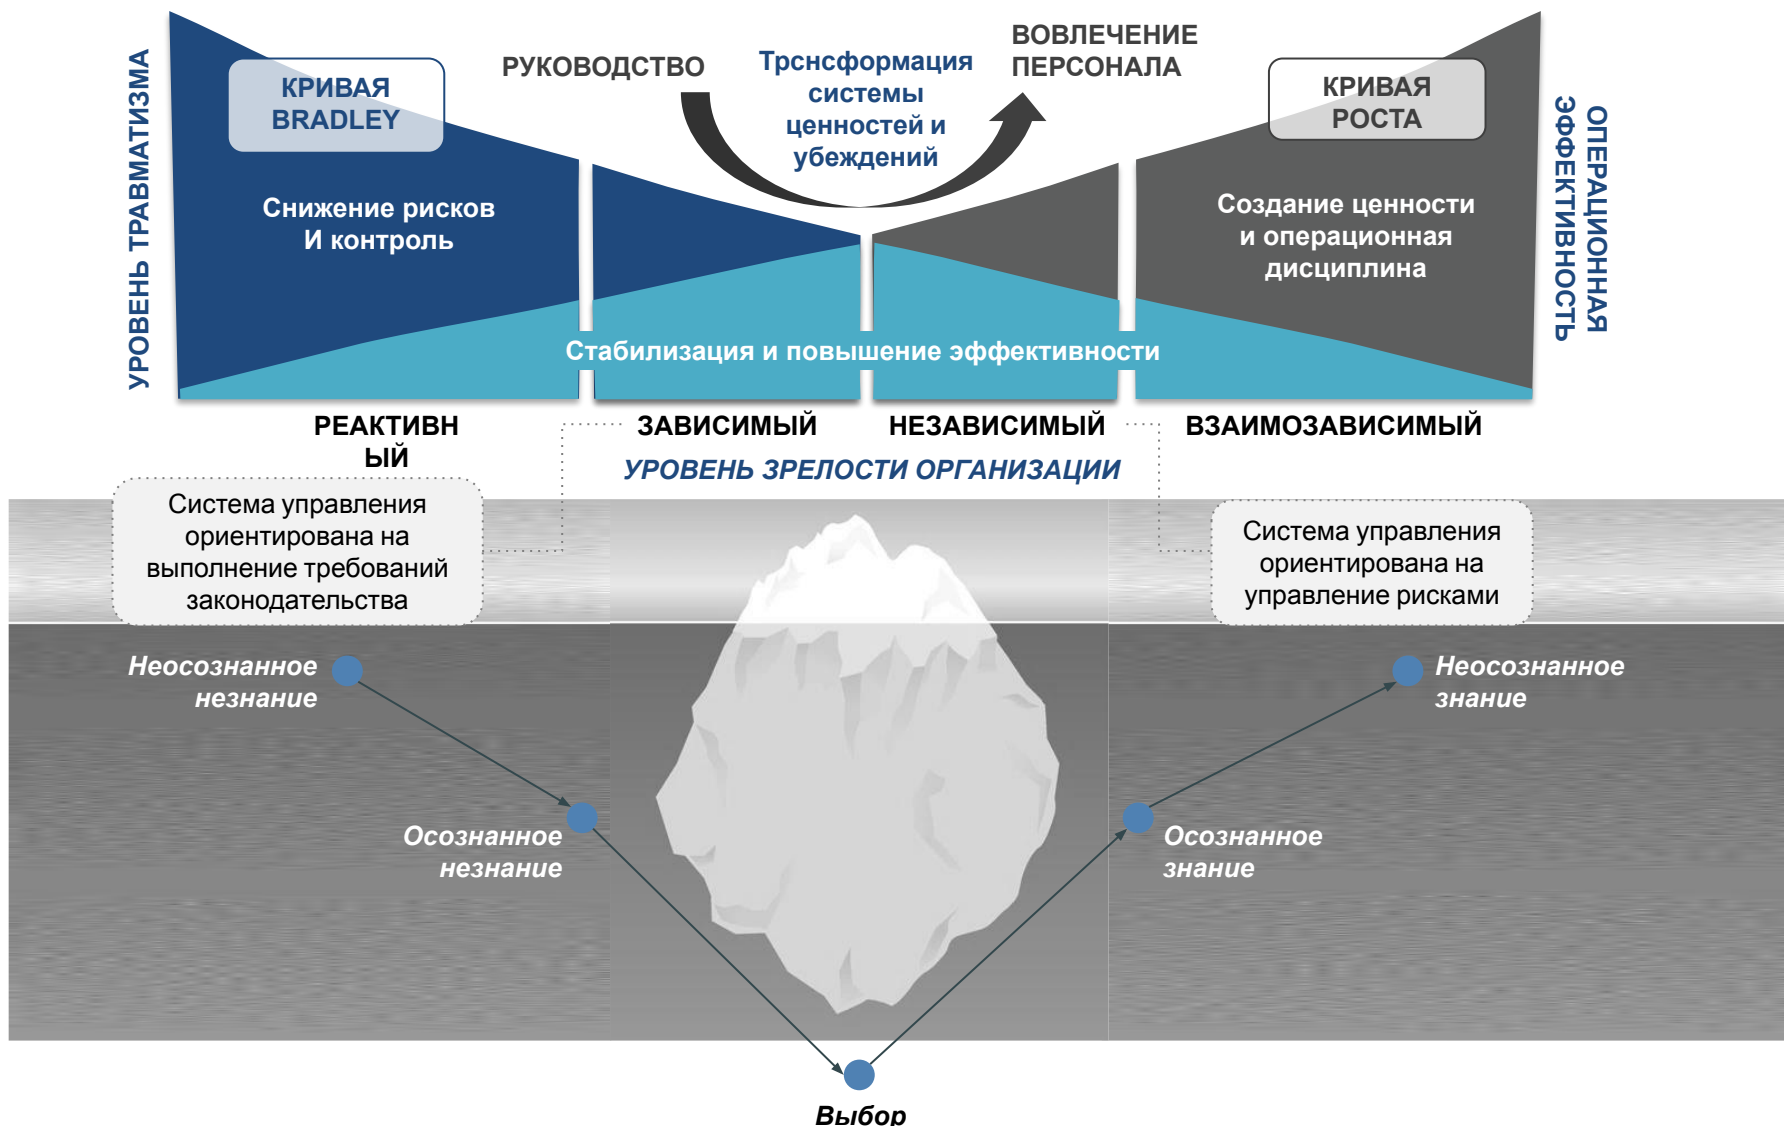 УРОВЕНЬ ТРАВМАТИЗМА
КРИВАЯ
BRADLEY
РУКОВОДСТВО
Трснсформация
системы
ценностей и
убеждений
ВОВЛЕЧЕНИЕ
ПЕРСОНАЛА
КРИВАЯ
РОСТА
ОПЕРАЦИОННАЯ
ЭФФЕКТИВНОСТЬ
Снижение рисков
И контроль
Создание ценности
и операционная
дисциплина
Стабилизация и повышение эффективности
РЕАКТИВН
ЫЙ
ЗАВИСИМЫЙ
НЕЗАВИСИМЫЙ
ВЗАИМОЗАВИСИМЫЙ
УРОВЕНЬ ЗРЕЛОСТИ ОРГАНИЗАЦИИ
Система управления
ориентирована на
выполнение требований
законодательства
Система управления
ориентирована на
управление рисками
Неосознанное
незнание
Неосознанное
знание
Осознанное
незнание
Осознанное
знание
Выбор